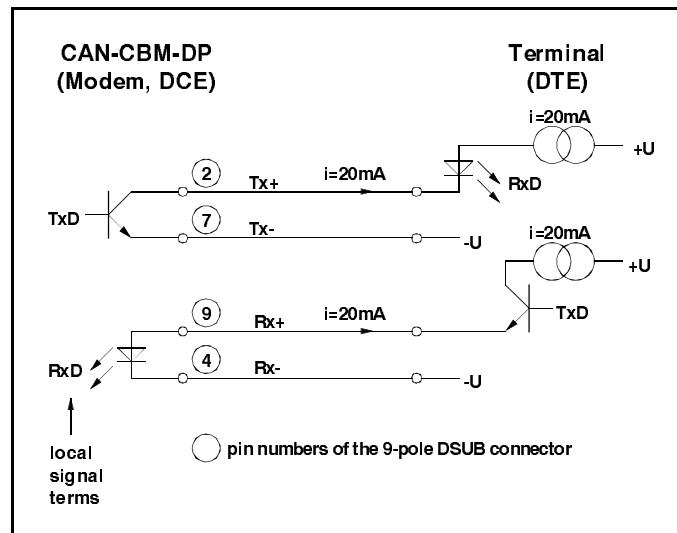 CAN-CBM-DP
(Modem, DCE)
Terminal
(DTE)
i=20mA
+U
2
Tx+
i=20mA
RxD
TxD
7
Tx-
-U
i=20mA
+U
9
Rx+
i=20mA
TxD
RxD
4
Rx-
-U
local
signal
terms
pin numbers of the 9-pole DSUB connector